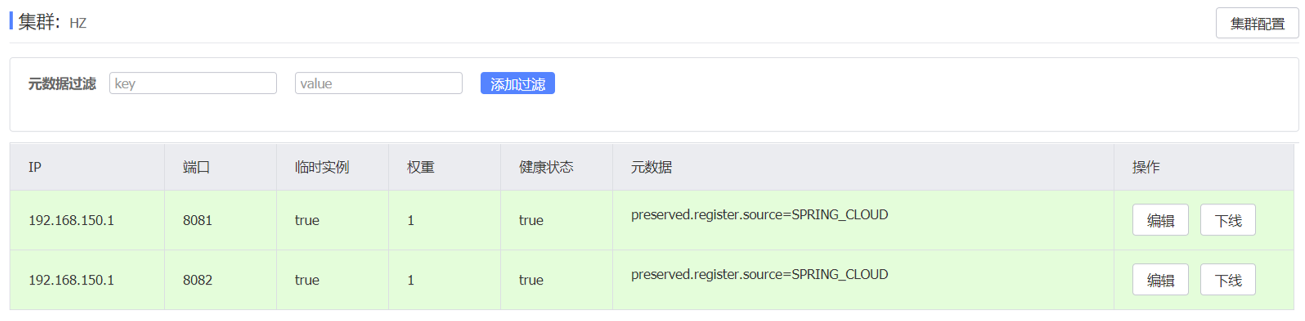 集群: HZ 集群配置
元数据过滤 key value 添加过滤
IP 端口 临时实例 权重 健康状态 元数据 操作
192.168.150.1 8081 true 1 true preserved.register.source=SPRING_CLOUD 编辑 下线
192.168.150.1 8082 true 1 true preserved.register.source=SPRING_CLOUD 编辑 下线